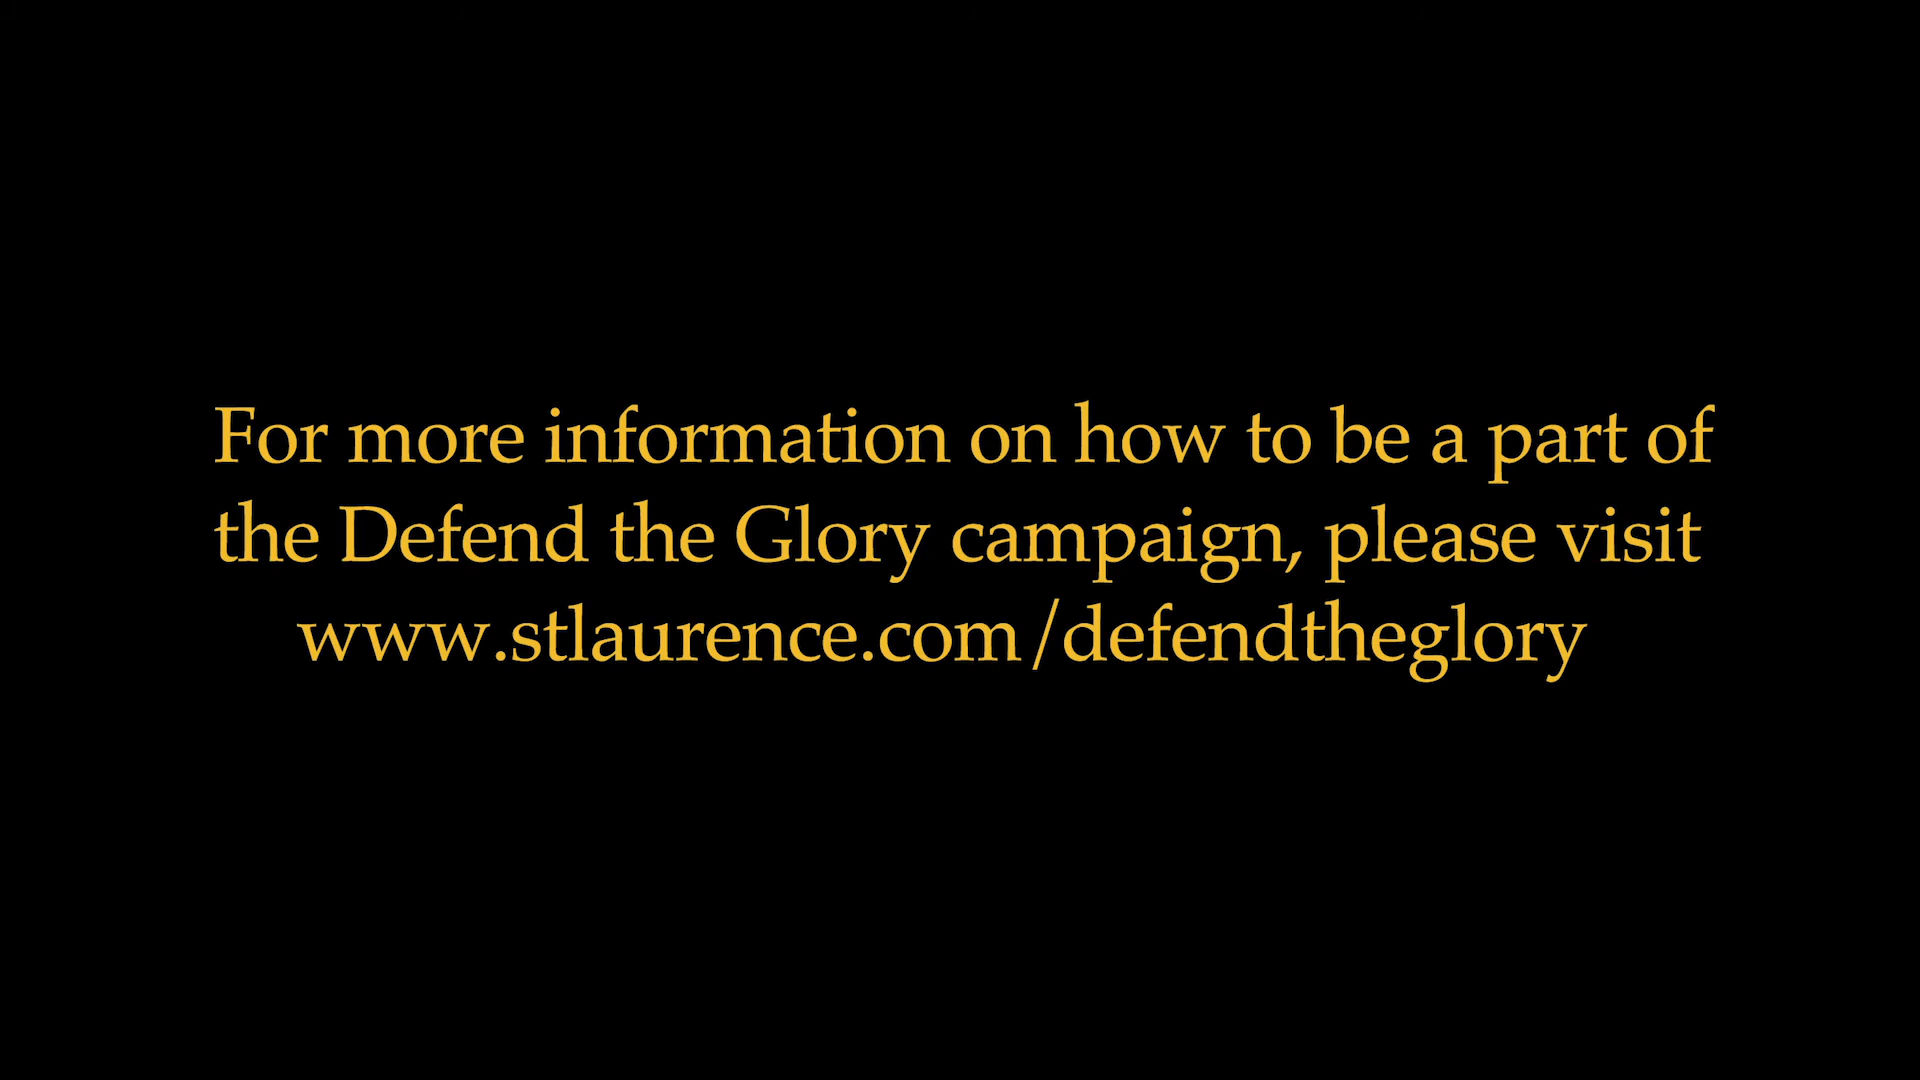 For more information on how to be a part of
the Defend the Glory campaign, please visit
www.stlaurence.com/defendtheglory